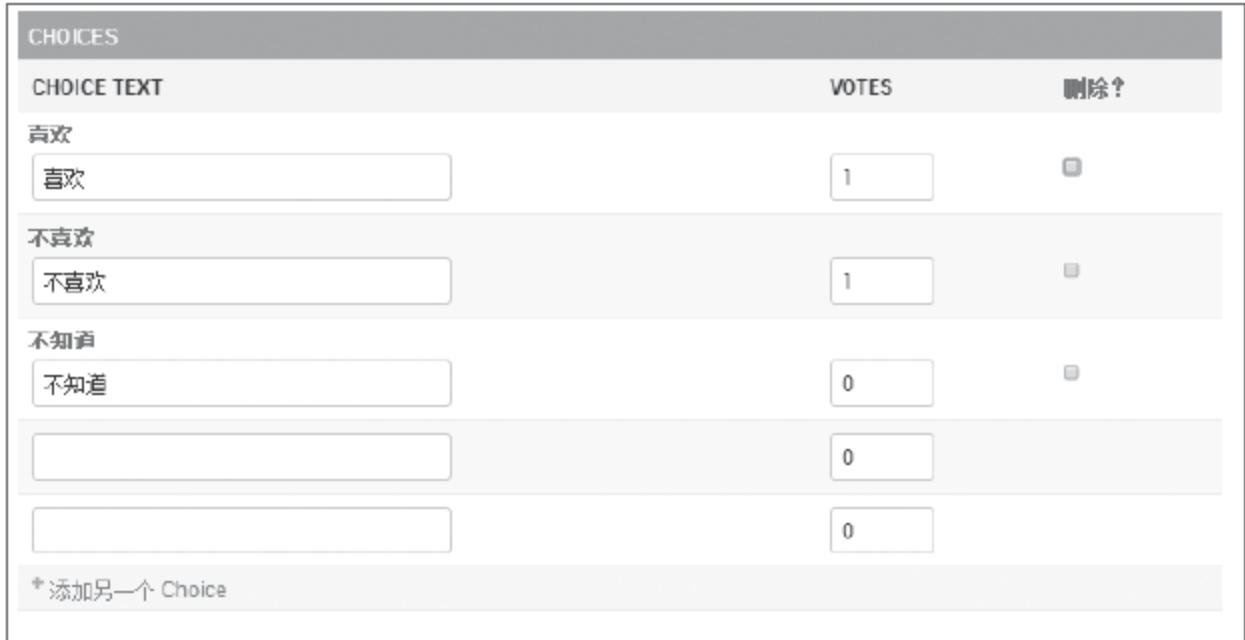 CHOICES
CHOICE TEXT VOTES 删除?
喜欢
喜欢 1
不喜欢
不喜欢 1
不知道
不知道 0
0
0
+ 添加另一个 Choice